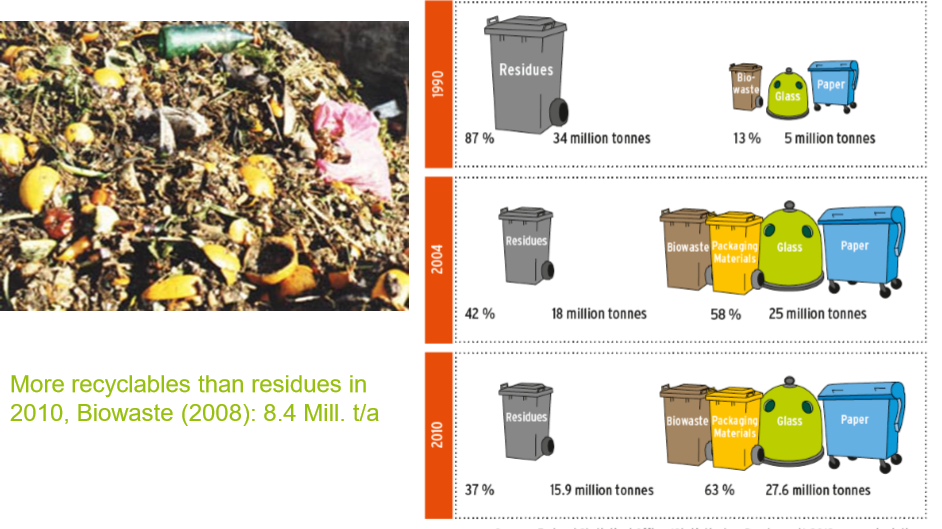 1990
Residues
Bio-
waste
Glass
Paper
87 %
34 million tonnes
13 %
5 million tonnes
2004
Residues
Biowaste
Packaging
Materials
Glass
Paper
42 %
18 million tonnes
58 %
25 million tonnes
More recyclables than residues in
2010, Biowaste (2008): 8.4 Mill. t/a
2010
Residues
Biowaste
Packaging
Materials
Glass
Paper
37 %
15.9 million tonnes
63 %
27.6 million tonnes